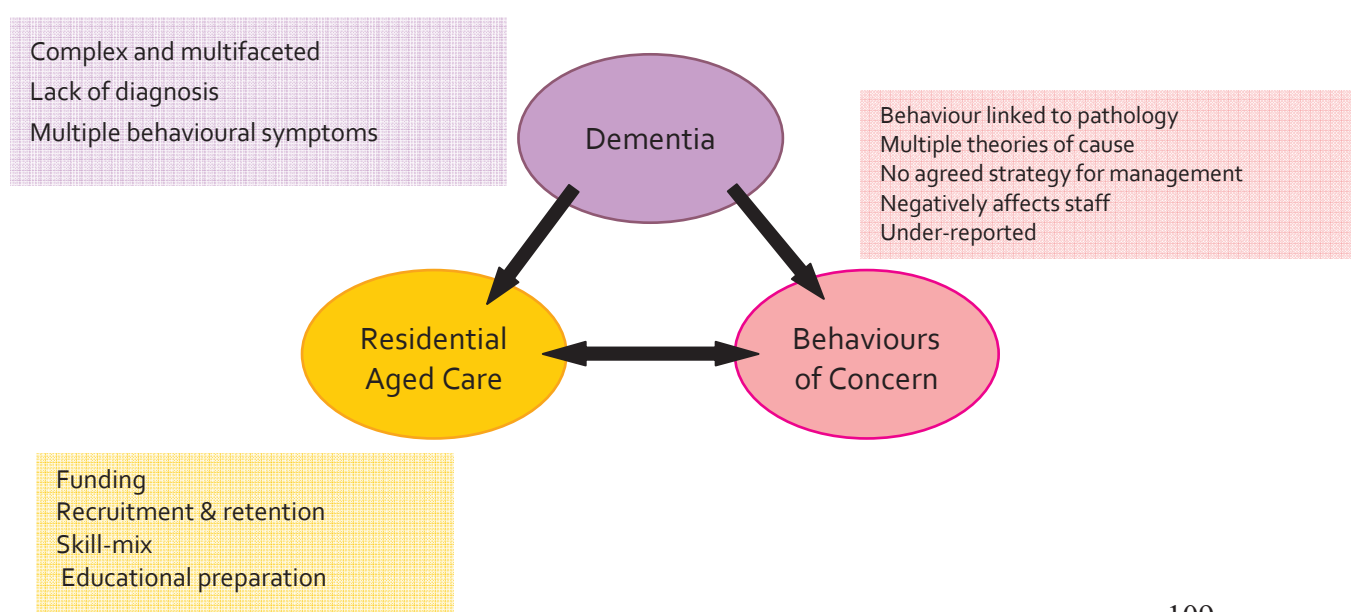 Complex and multifaceted
Lack of diagnosis
Multiple behavioural symptoms
Dementia
Behaviour linked to pathology
Multiple theories of cause
No agreed strategy for management
Negatively affects staff
Under-reported
Residential
Aged Care
Behaviours
of Concern
Funding
Recruitment & retention
Skill-mix
Educational preparation